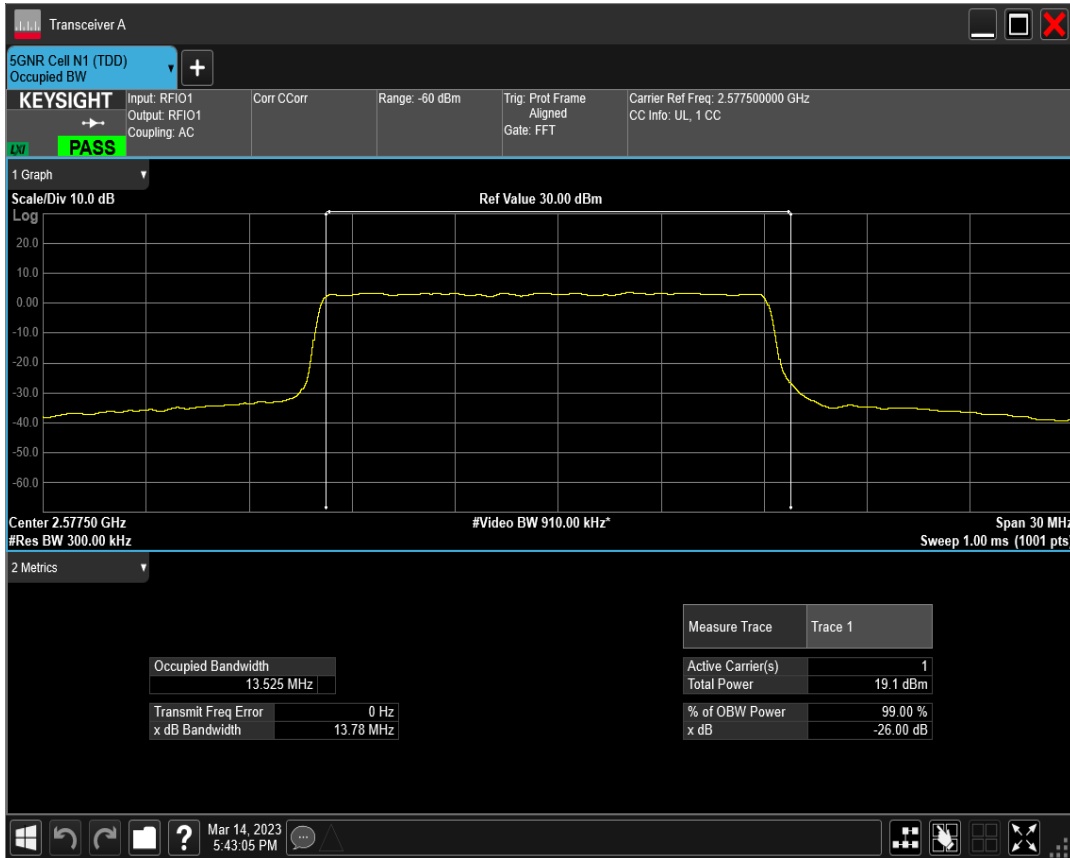 Transceiver A
5GNR Cell N1 (TDD)
Occupied BW
+
KEYSIGHT
LXI
PASS
Input: RFIO1
Output: RFIO1
Coupling: AC
Corr CCorr
Range: -60 dBm
Trig: Prot Frame
Aligned
Gate: FFT
Carrier Ref Freq: 2.577500000 GHz
CC Info: UL, 1 CC
1 Graph
Scale/Div 10.0 dB
Ref Value 30.00 dBm
Log
20.0
10.0
0.00
-10.0
-20.0
-30.0
-40.0
-50.0
-60.0
Center 2.57750 GHz
#Video BW 910.00 kHz*
Span 30 MHz
#Res BW 300.00 kHz
Sweep 1.00 ms (1001 pts)
2 Metrics
Measure Trace Trace 1
Occupied Bandwidth
13.525 MHz
Active Carrier(s) 1
Total Power 19.1 dBm
Transmit Freq Error 0 Hz
x dB Bandwidth 13.78 MHz
% of OBW Power 99.00 %
x dB -26.00 dB
?
Mar 14, 2023
5:43:05 PM